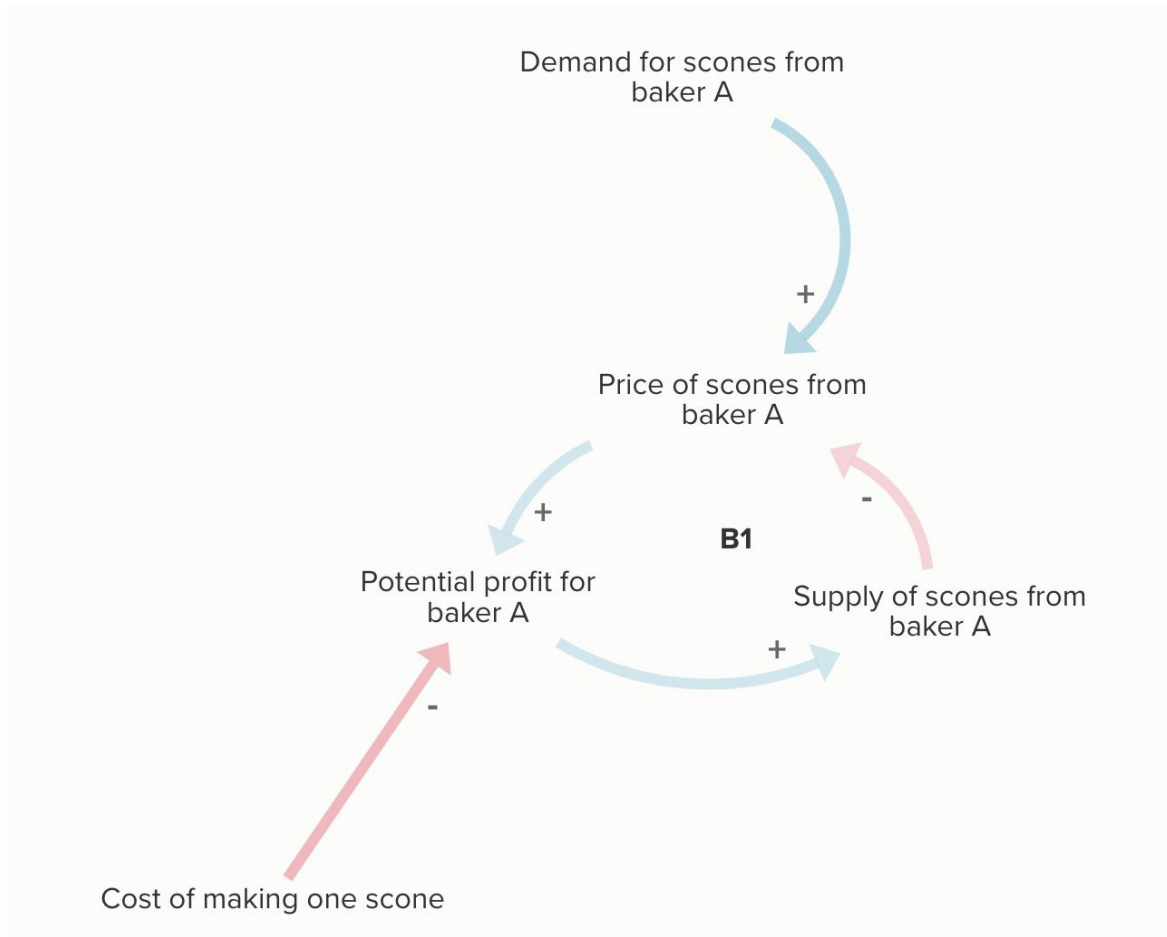 Demand for scones from
baker A
+
Price of scones from
baker A
+
-
B1
Potential profit for
baker A
Supply of scones from
baker A
+
-
Cost of making one scone